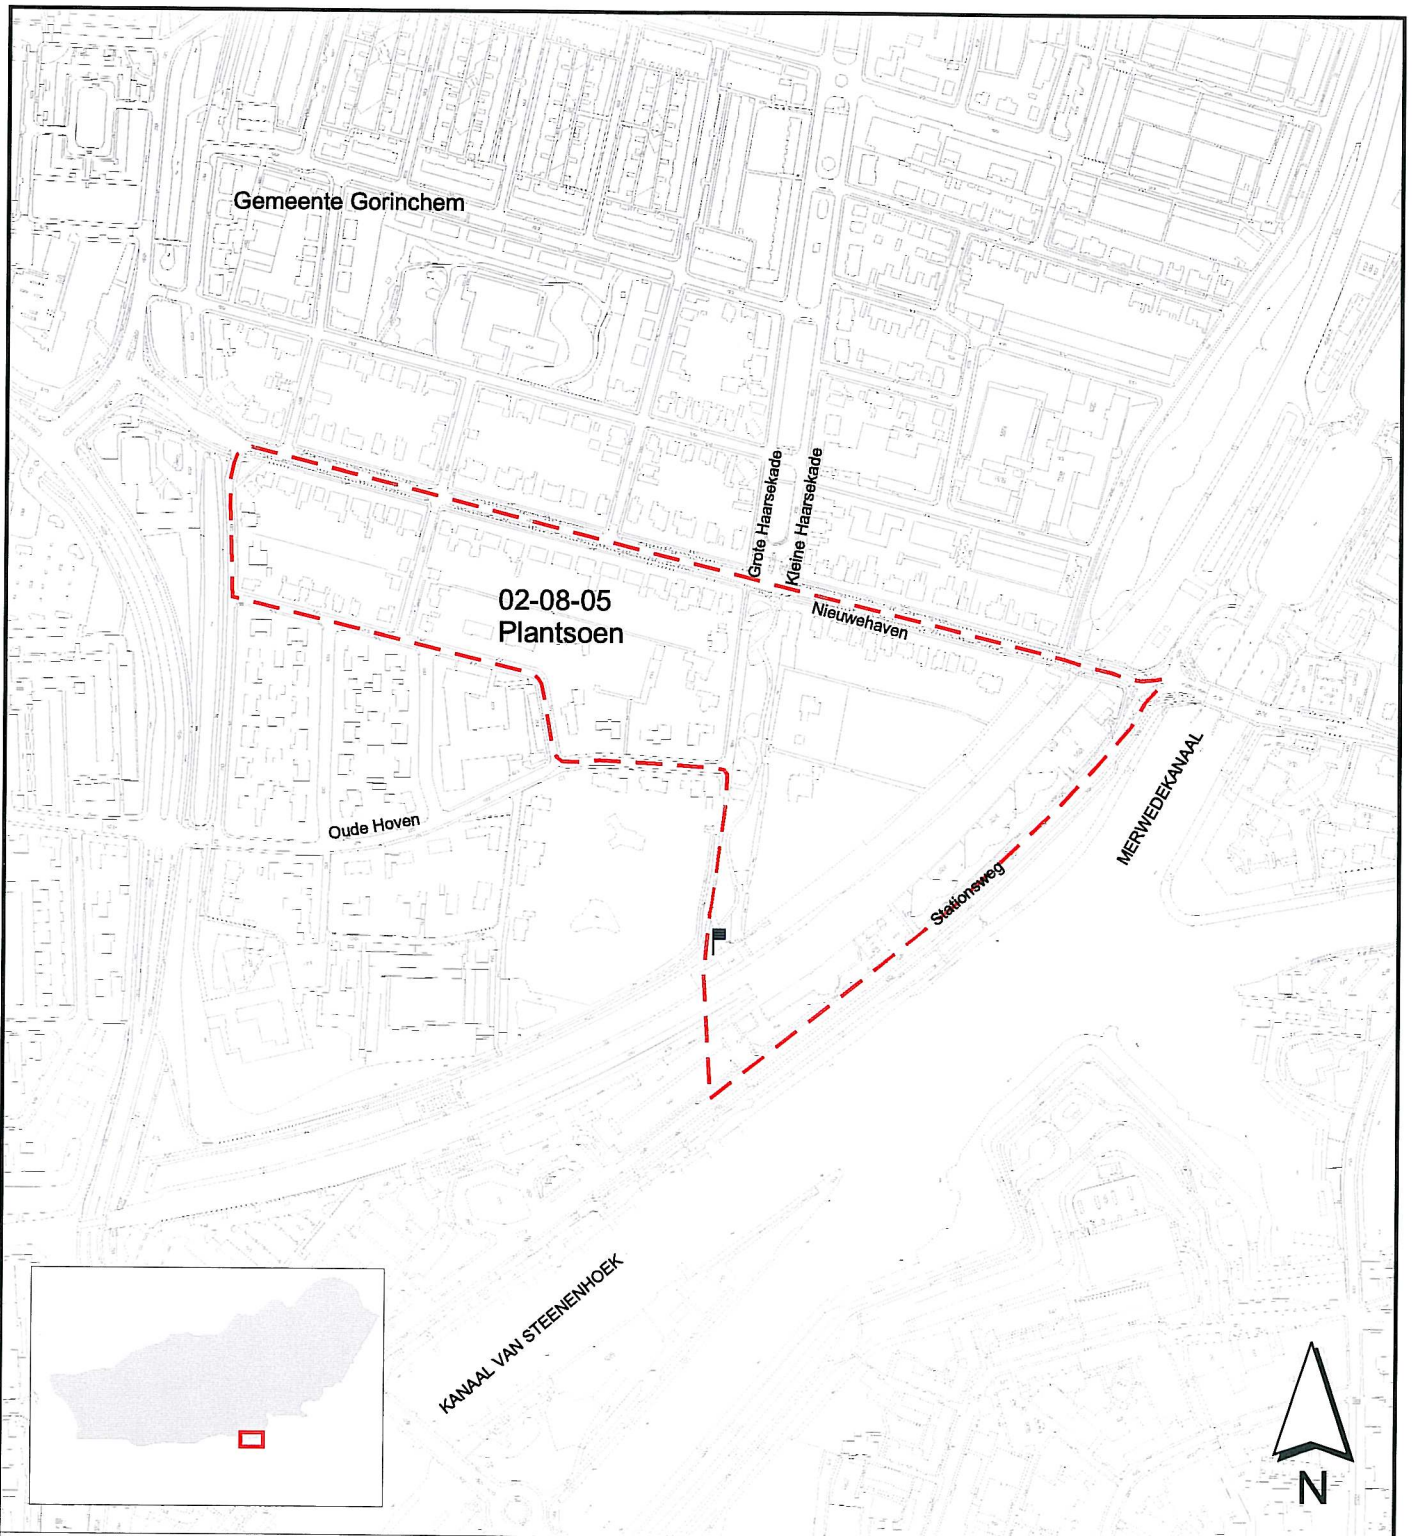 Gemeente Gorinchem
Grote Haarsekade
Kleine Haarsekade
02-08-05
Plantsoen
Nieuwehaven
MERWEDEKANAAL
Oude Hoven
Stationsweg
KANAAL VAN STEENENHOEK
N